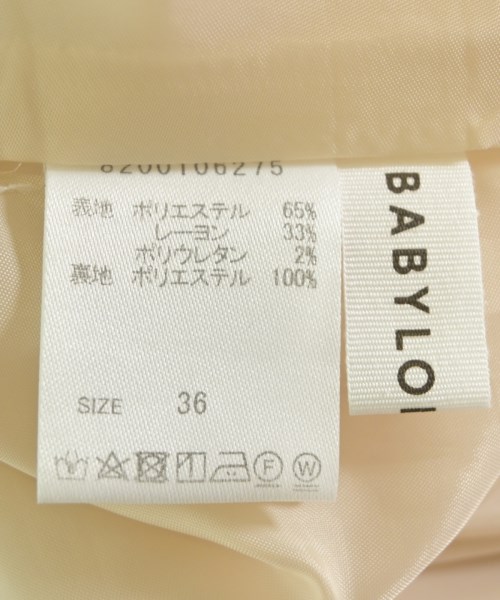 8200106275
表地 ポリエステル 65%
レーヨン 33%
ポリウレタン 2%
裏地 ポリエステル 100%
SIZE 36
F W
BABYLO